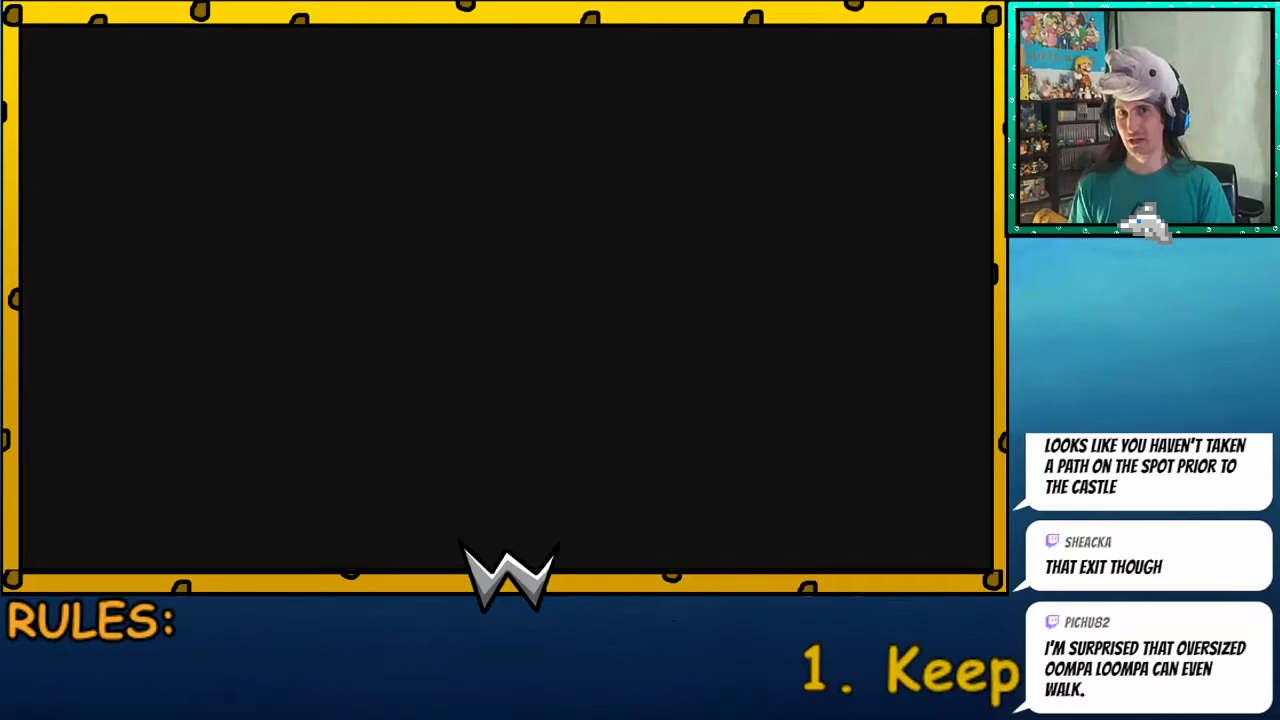 LOOKS LIKE YOU HAVEN'T TAKEN
A PATH ON THE SPOT PRIOR TO
THE CASTLE
SHEACKA
THAT EXIT THOUGH
PICHU82
I'M SURPRISED THAT OVERSIZED
OOMPA LOOMPA CAN EVEN
WALK.
W
RULES:
1. Keep